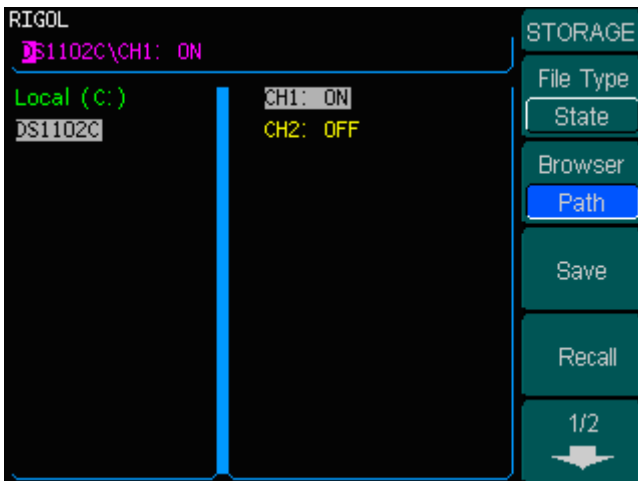 RIGOL
DS1102C\CH1: ON
Local (C:)
DS1102C
CH1: ON
CH2: OFF
STORAGE
File Type
State
Browser
Path
Save
Recall
1/2